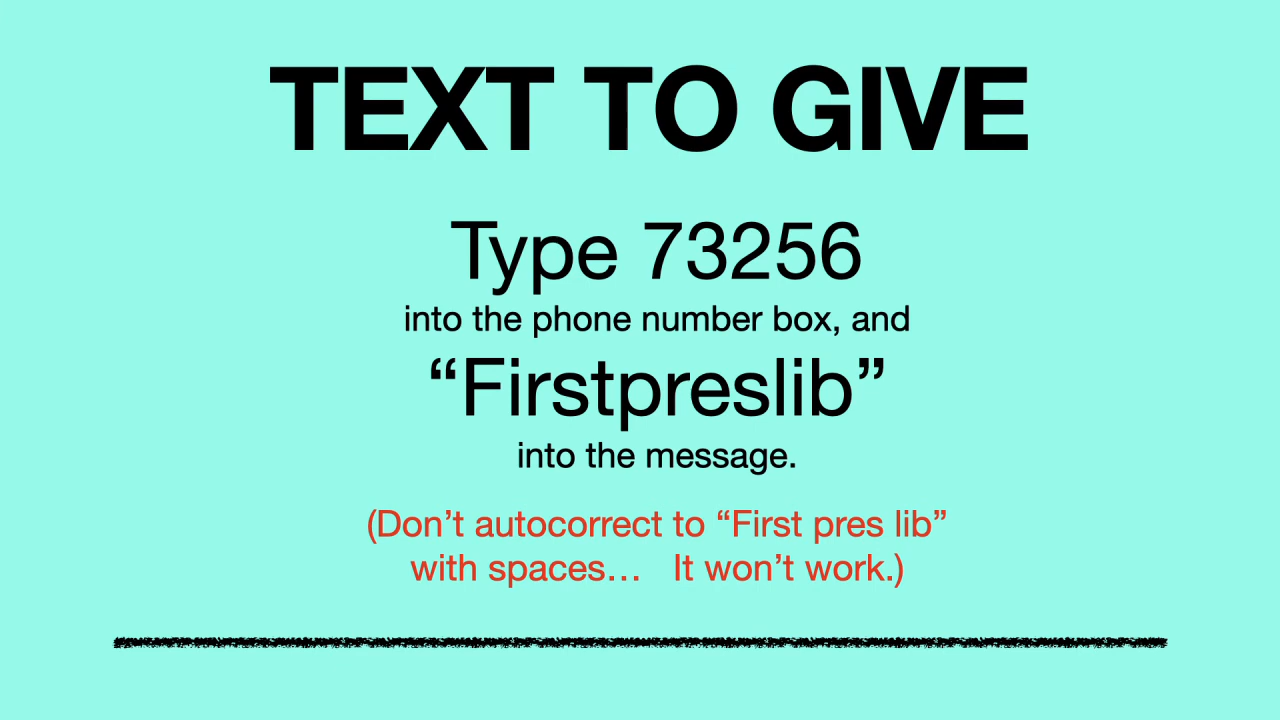 TEXT TO GIVE
Type 73256
into the phone number box, and
“Firstpreslib”
into the message.
(Don’t autocorrect to “First pres lib”
with spaces…   It won’t work.)